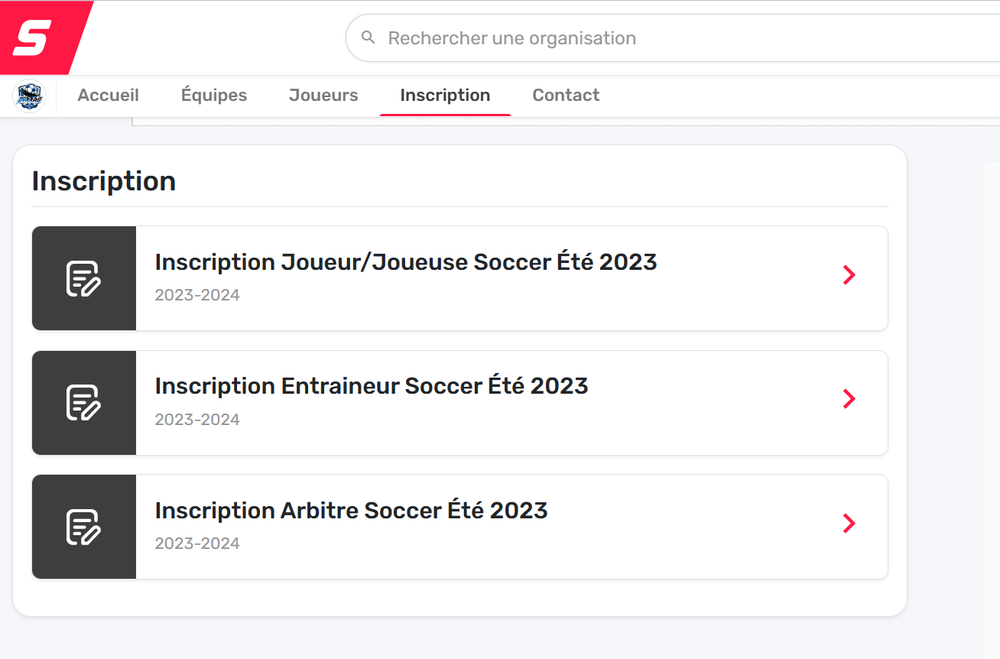 S
Rechercher une organisation
Accueil
Équipes
Joueurs
Inscription
Contact
Inscription
Inscription Joueur/Joueuse Soccer Été 2023
2023-2024
Inscription Entraineur Soccer Été 2023
2023-2024
Inscription Arbitre Soccer Été 2023
2023-2024